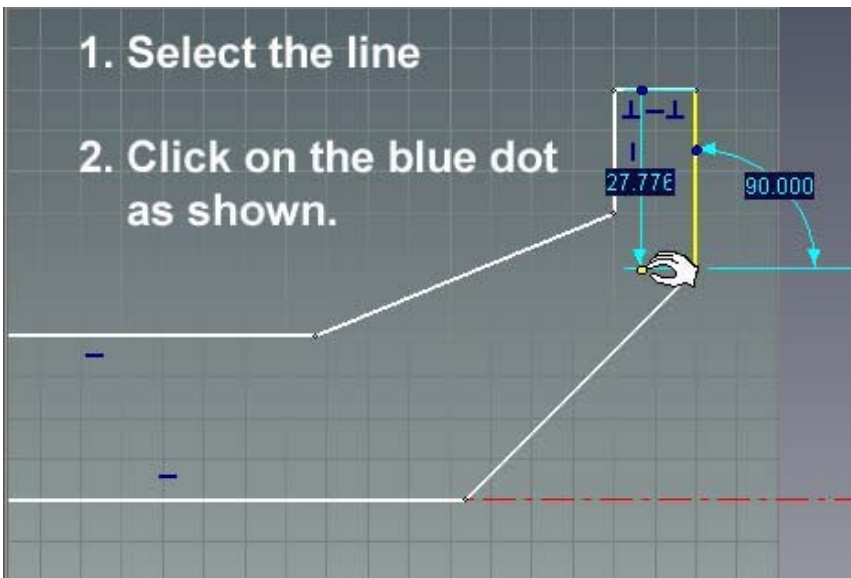 1. Select the line
2. Click on the blue dot
as shown.
27.776
90.000